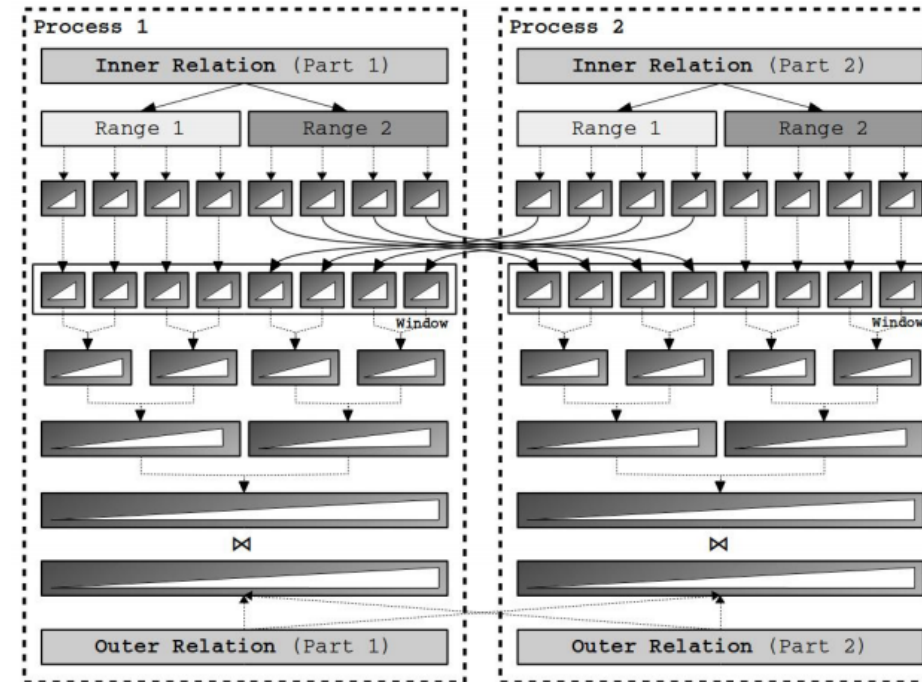 Process 1
Inner Relation (Part 1)
Range 1
Range 2
Window
⋈
Outer Relation (Part 1)
Process 2
Inner Relation (Part 2)
Range 1
Range 2
Window
⋈
Outer Relation (Part 2)